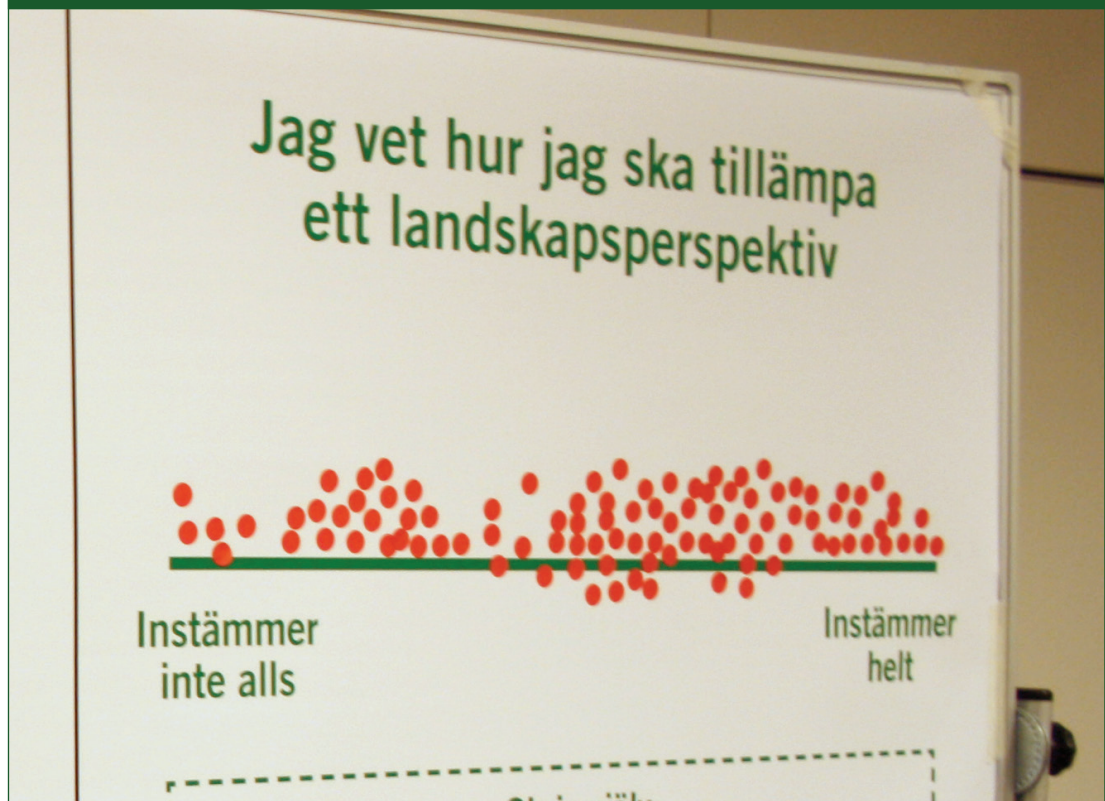 Jag vet hur jag ska tillämpa
ett landskapsperspektiv
Instämmer
inte alls
Instämmer
helt